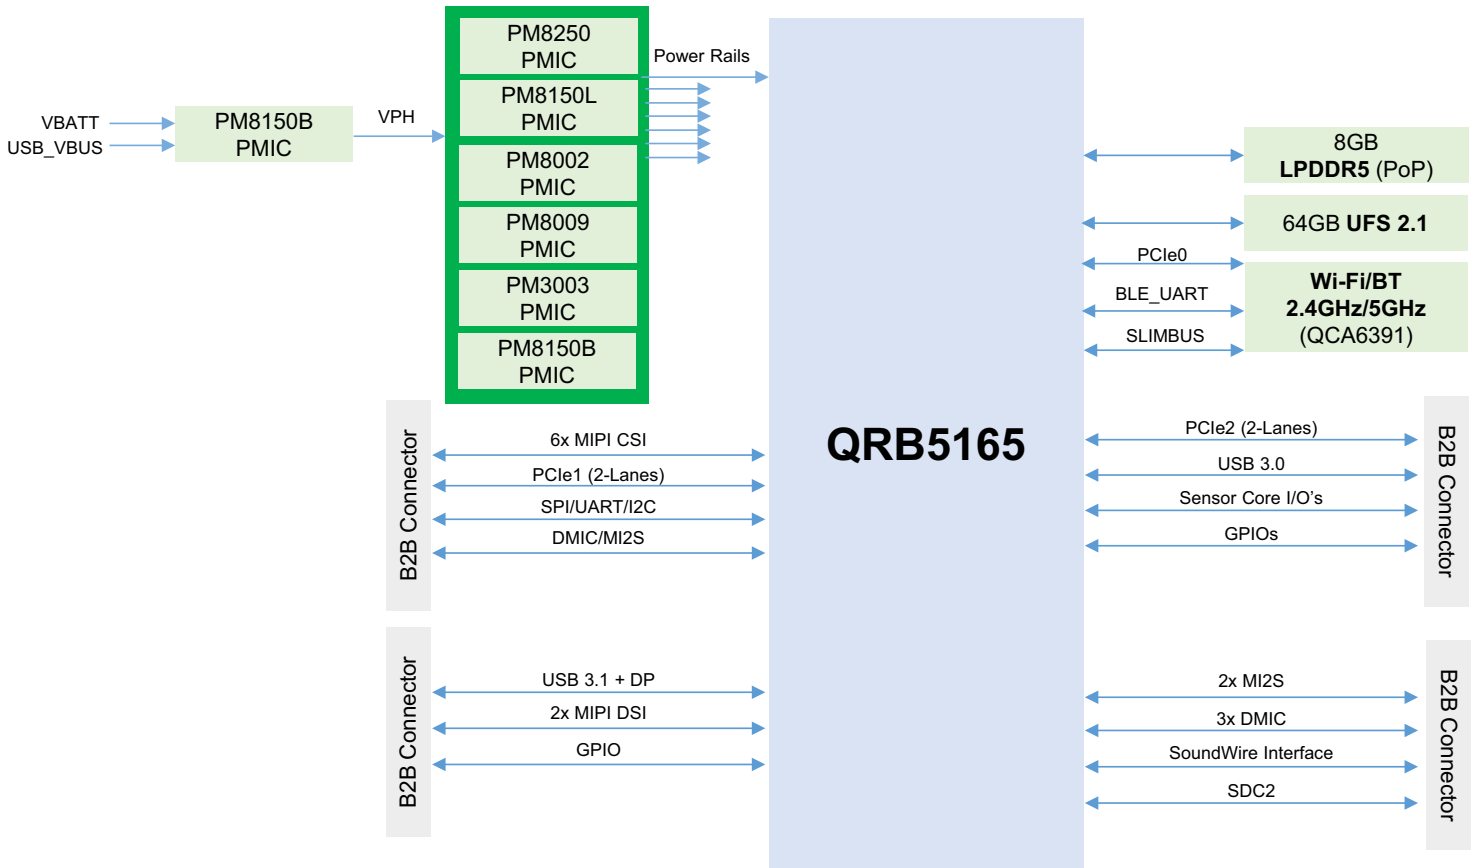 PM8250
PMIC
Power Rails
PM8150L
PMIC
VBATT
USB_VBUS
PM8150B
PMIC
VPH
PM8002
PMIC
PM8009
PMIC
PM3003
PMIC
PM8150B
PMIC
QRB5165
8GB
LPDDR5 (PoP)
64GB UFS 2.1
PCIe0
BLE_UART
SLIMBUS
Wi-Fi/BT
2.4GHz/5GHz
(QCA6391)
B2B Connector
6x MIPI CSI
PCIe1 (2-Lanes)
SPI/UART/I2C
DMIC/MI2S
PCIe2 (2-Lanes)
USB 3.0
Sensor Core I/O's
GPIOs
B2B Connector
B2B Connector
USB 3.1 + DP
2x MIPI DSI
GPIO
2x MI2S
3x DMIC
SoundWire Interface
SDC2
B2B Connector